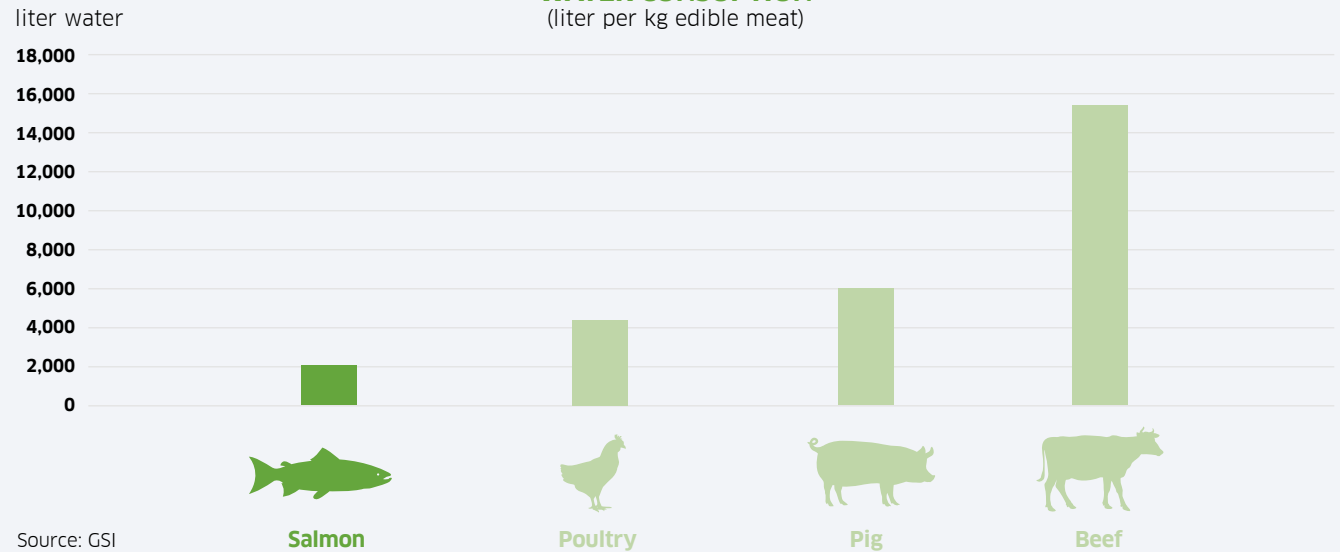 liter water
(liter per kg edible meat)
18,000
16,000
14,000
12,000
10,000
8,000
6,000
4,000
2,000
0
Source: GSI
Salmon
Poultry
Pig
Beef